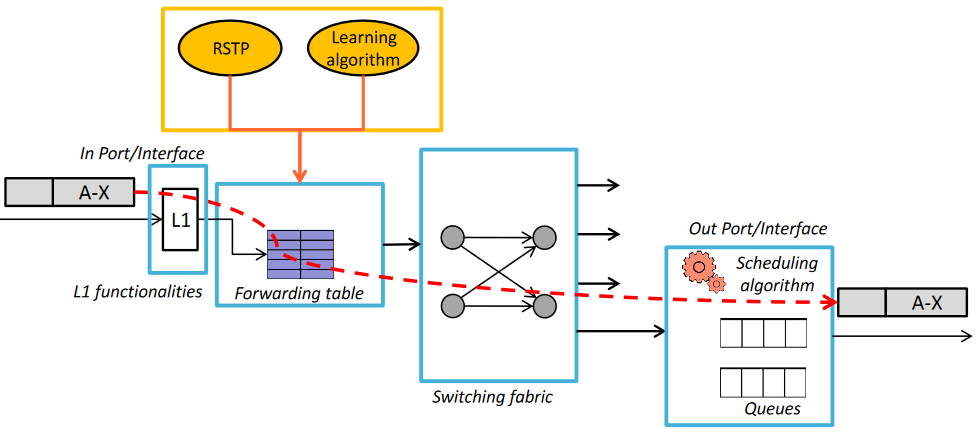 RSTP
Learning
algorithm
In Port/Interface
A-X
L1
L1 functionalities
Forwarding table
Switching fabric
Out Port/Interface
Scheduling
algorithm
A-X
Queues